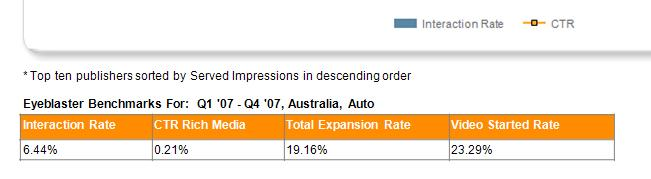 Interaction Rate CTR
* Top ten publishers sorted by Served Impressions in descending order
Eyeblaster Benchmarks For: Q1 '07 - Q4 '07, Australia, Auto
Interaction Rate CTR Rich Media Total Expansion Rate Video Started Rate
6.44% 0.21% 19.16% 23.29%